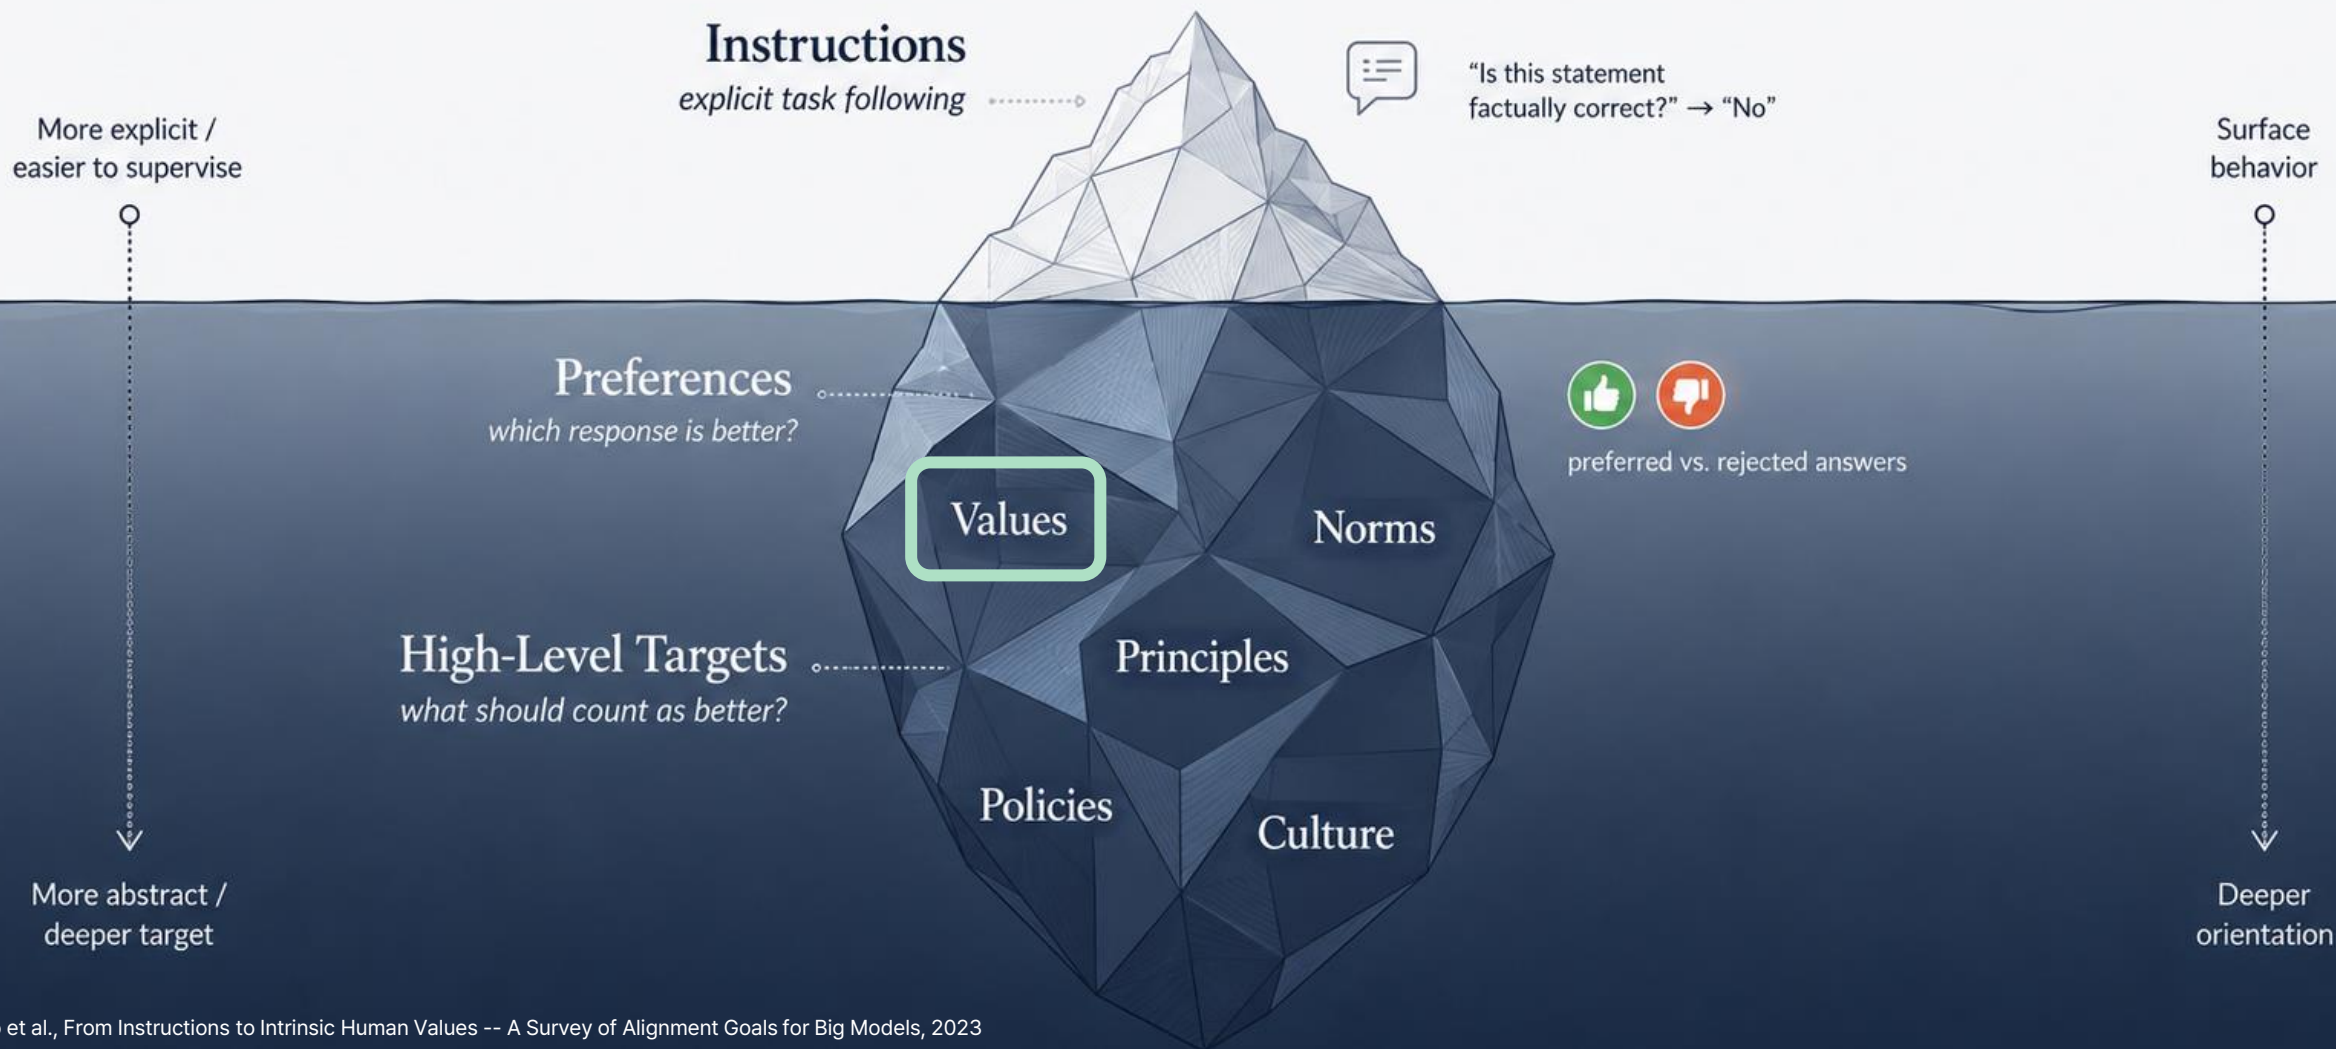 Instructions
explicit task following
“Is this statement
factually correct?” → “No”
More explicit /
easier to supervise
Surface
behavior
Preferences
which response is better?
preferred vs. rejected answers
Values
Norms
High-Level Targets
what should count as better?
Principles
Policies
Culture
More abstract /
deeper target
Deeper
orientation
et al., From Instructions to Intrinsic Human Values -- A Survey of Alignment Goals for Big Models, 2023